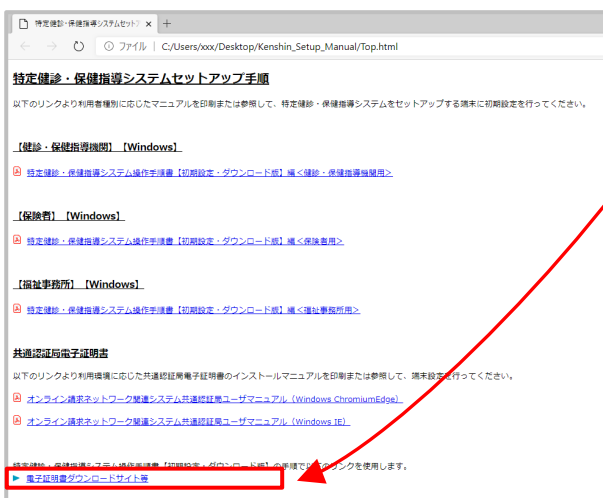 特定健診・保健指導システムセットア
ファイル | C:/Users/xxx/Desktop/Kenshin_Setup_Manual/Top.html
特定健診・保健指導システムセットアップ手順
以下のリンクより利用者種別に応じたマニュアルを印刷または参照して、特定健診・保健指導システムをセットアップする端末に初期設定を行ってください。
【健診・保健指導機関】【Windows】
特定健診・保健指導システム操作手順書【初期設定・ダウンロード版】編＜健診・保健指導機関用＞
【保険者】【Windows】
特定健診・保健指導システム操作手順書【初期設定・ダウンロード版】編＜保険者用＞
【福祉事務所】【Windows】
特定健診・保健指導システム操作手順書【初期設定・ダウンロード版】編＜福祉事務所用＞
共通認証局電子証明書
以下のリンクより利用環境に応じた共通認証局電子証明書のインストールマニュアルを印刷または参照して、端末設定を行ってください。
オンライン請求ネットワーク関連システム共通認証局ユーザマニュアル（Windows ChromiumEdge）
オンライン請求ネットワーク関連システム共通認証局ユーザマニュアル（Windows IE）
特定健診・保健指導システム操作手順書【初期設定・ダウンロード版】の手順で以下のリンクを使用します。
電子証明書ダウンロードサイト等